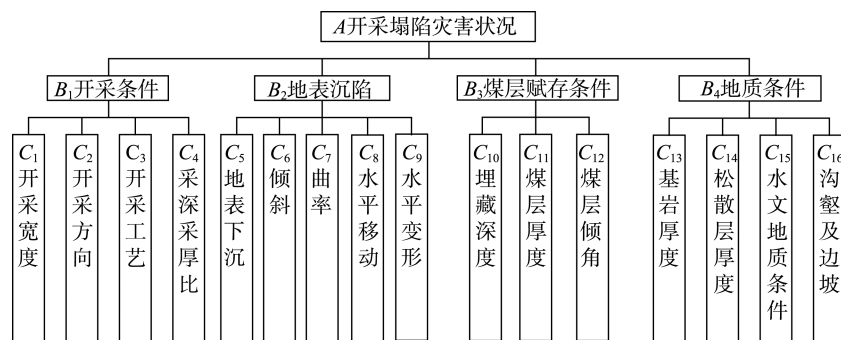 A开采塌陷灾害状况
B₁开采条件
B₂地表沉陷
B₃煤层赋存条件
B₄地质条件
C₁开采宽度
C₂开采方向
C₃开采工艺
C₄采深采厚比
C₅地表下沉
C₆倾斜
C₇曲率
C₈水平移动
C₉水平变形
C₁₀埋藏深度
C₁₁煤层厚度
C₁₂煤层倾角
C₁₃基岩厚度
C₁₄松散层厚度
C₁₅水文地质条件
C₁₆沟壑及边坡